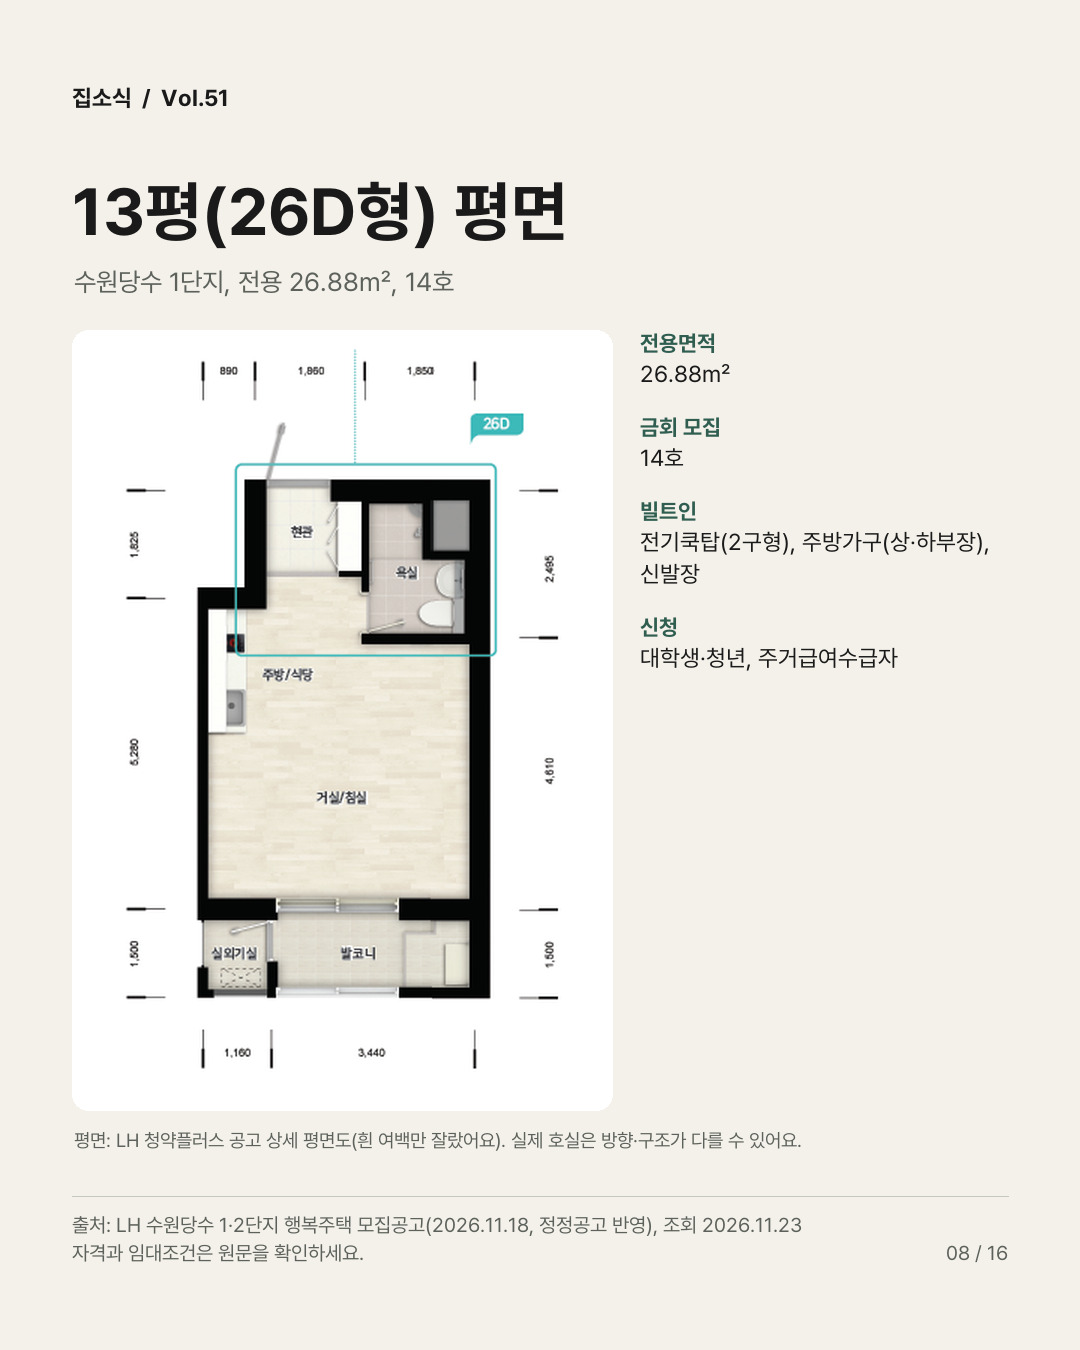 집소식 / Vol.51
13평(26D형) 평면
수원당수 1단지, 전용 26.88m², 14호
890
1,860
1,850
26D
현관
욕실
1,825
2,495
주방/식당
5,280
4,610
거실/침실
실외기실
발코니
1,500
1,500
1,160
3,440
전용면적
26.88m²
금회 모집
14호
빌트인
전기쿡탑(2구형), 주방가구(상·하부장),
신발장
신청
대학생·청년, 주거급여수급자
평면: LH 청약플러스 공고 상세 평면도(흰 여백만 잘랐어요). 실제 호실은 방향·구조가 다를 수 있어요.
출처: LH 수원당수 1·2단지 행복주택 모집공고(2026.11.18, 정정공고 반영), 조회 2026.11.23
자격과 임대조건은 원문을 확인하세요.
08 / 16